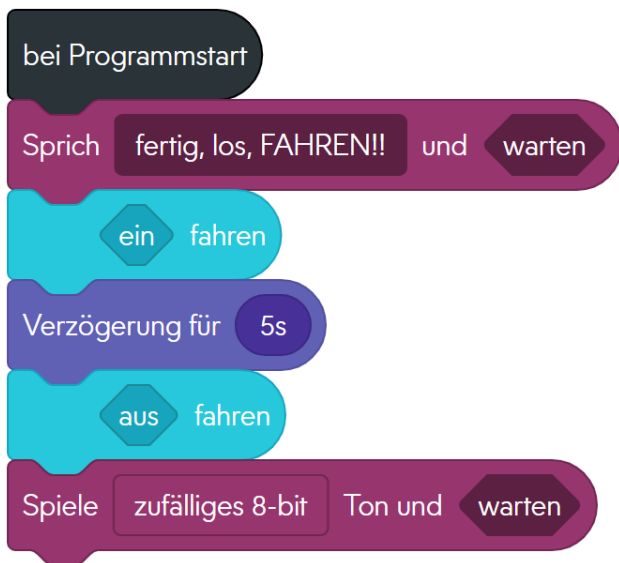 bei Programmstart
Sprich fertig, los, FAHREN!! und warten
ein fahren
Verzögerung für 5s
aus fahren
Spiele zufälliges 8-bit Ton und warten